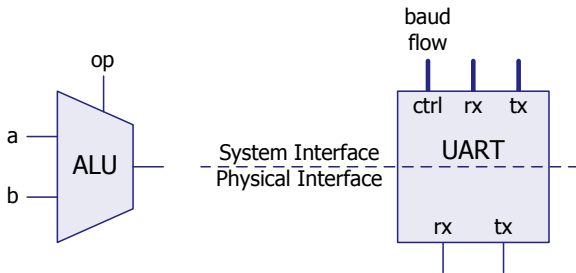 op
a
ALU
b
baud
flow
ctrl rx tx
System Interface
UART
Physical Interface
rx tx